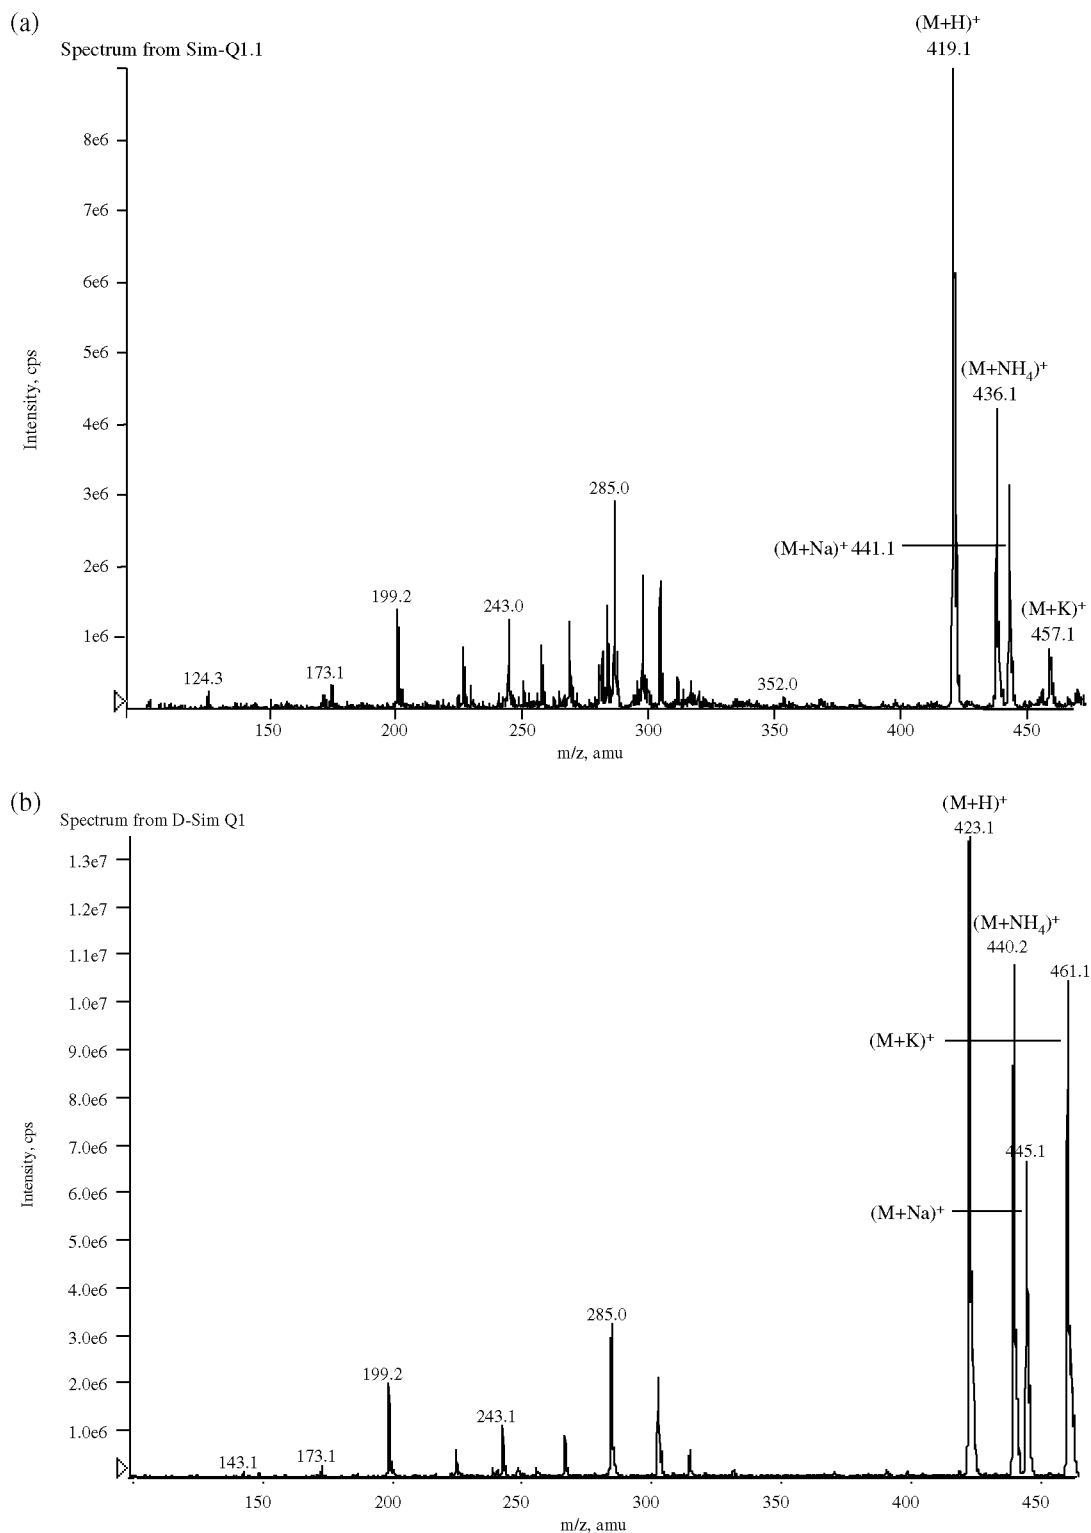 (a)
Spectrum from Sim-Q1.1
(M+H)+
419.1
8e6
7e6
6e6
5e6
4e6
3e6
2e6
1e6
Intensity, cps
(M+NH4)+
436.1
285.0
(M+Na)+ 441.1
199.2
243.0
(M+K)+
457.1
124.3
173.1
352.0
150
200
250
300
350
400
450
m/z, amu
(b)
Spectrum from D-Sim Q1
(M+H)+
423.1
1.3e7
1.2e7
1.1e7
1.0e7
9.0e6
8.0e6
7.0e6
6.0e6
5.0e6
4.0e6
3.0e6
2.0e6
1.0e6
Intensity, cps
(M+NH4)+
440.2
461.1
(M+K)+
445.1
(M+Na)+
285.0
199.2
243.1
143.1
173.1
150
200
250
300
350
400
450
m/z, amu